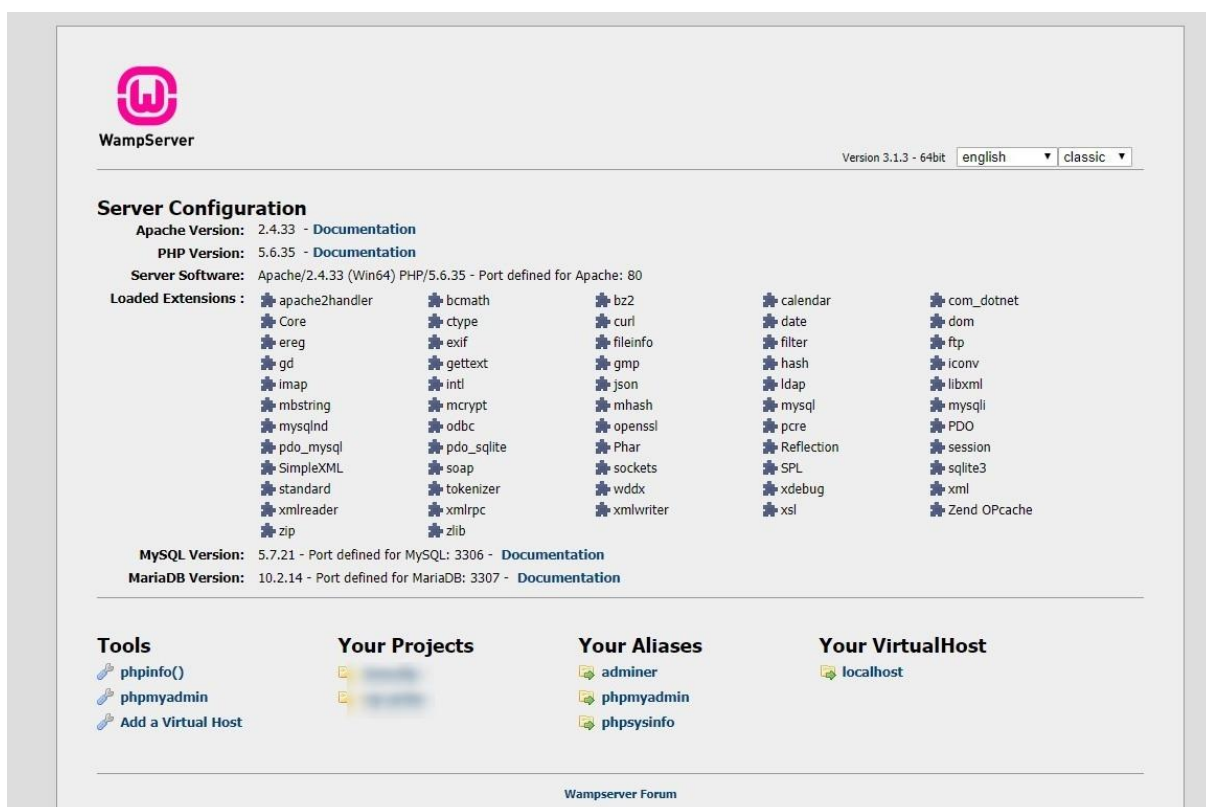 WampServer
Version 3.1.3 - 64bit english classic
Server Configuration
Apache Version: 2.4.33 - Documentation
PHP Version: 5.6.35 - Documentation
Server Software: Apache/2.4.33 (Win64) PHP/5.6.35 - Port defined for Apache: 80
Loaded Extensions : apache2handler bcmath bz2 calendar com_dotnet
Core ctype curl date dom
ereg exif fileinfo filter ftp
gd gettext gmp hash iconv
imap intl json ldap libxml
mbstring mcrypt mhash mysql mysqli
mysqlnd odbc openssl pcre PDO
pdo_mysql pdo_sqlite Phar Reflection session
SimpleXML soap sockets SPL sqlite3
standard tokenizer wddx xdebug xml
xmlreader xmlrpc xmlwriter xsl Zend OPcache
zip zlib
MySQL Version: 5.7.21 - Port defined for MySQL: 3306 - Documentation
MariaDB Version: 10.2.14 - Port defined for MariaDB: 3307 - Documentation
Tools Your Projects Your Aliases Your VirtualHost
phpinfo() adminer localhost
phpmyadmin phpmyadmin
Add a Virtual Host phpsysinfo
Wampserver Forum